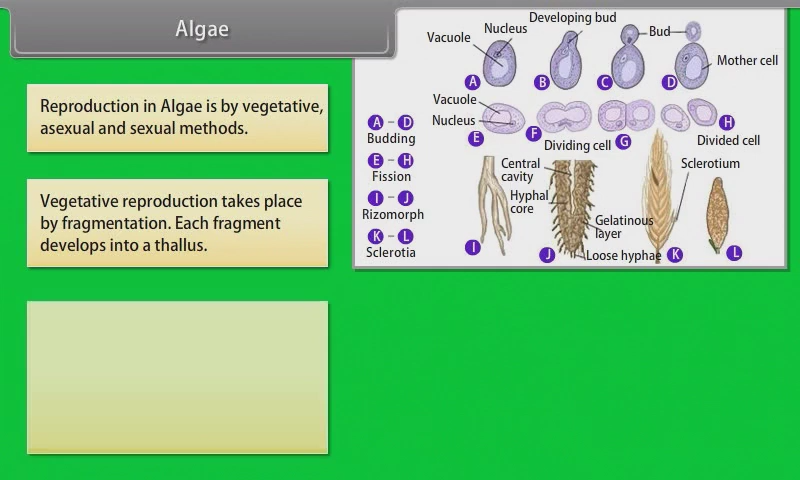 Algae
Reproduction in Algae is by vegetative,
asexual and sexual methods.
Vegetative reproduction takes place
by fragmentation. Each fragment
develops into a thallus.
Developing bud
Nucleus
Vacuole
Bud
Mother cell
A
B
C
D
Vacuole
Nucleus
E
F
Dividing cell
G
H
Divided cell
A – D
Budding
E – H
Fission
I – J
Rizomorph
K – L
Sclerotia
Central
cavity
Hyphal
core
Gelatinous
layer
Loose hyphae
Sclerotium
I
J
K
L